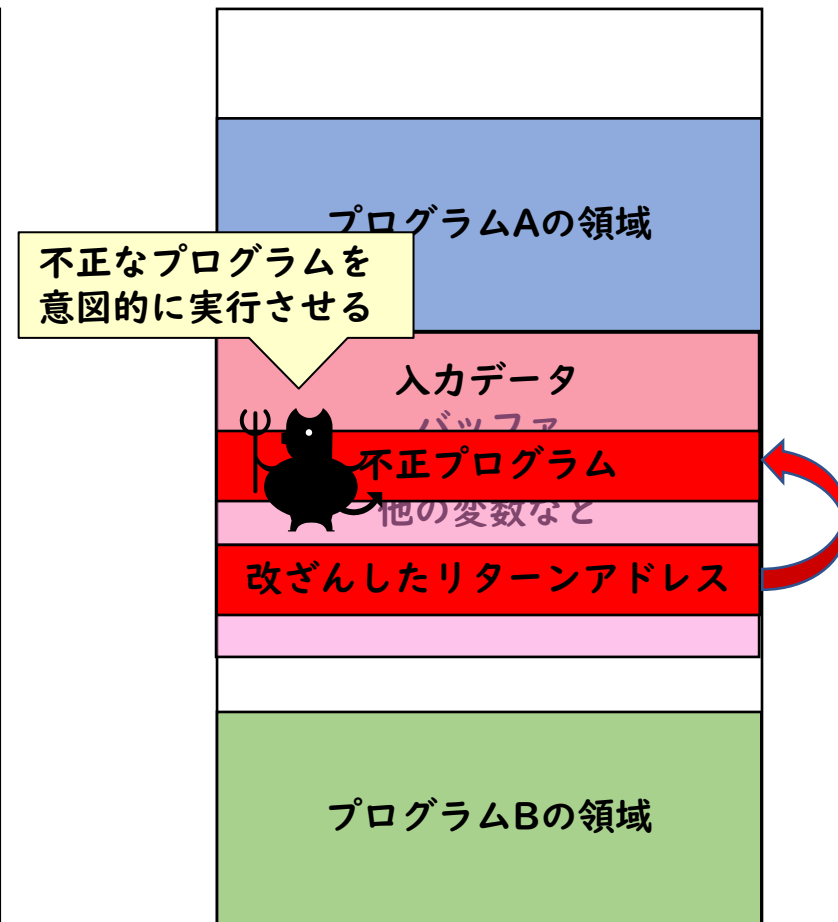 プログラムAの領域
不正なプログラムを
意図的に実行させる
入力データ
バッファ
不正プログラム
他の変数など
改ざんしたリターンアドレス
プログラムBの領域